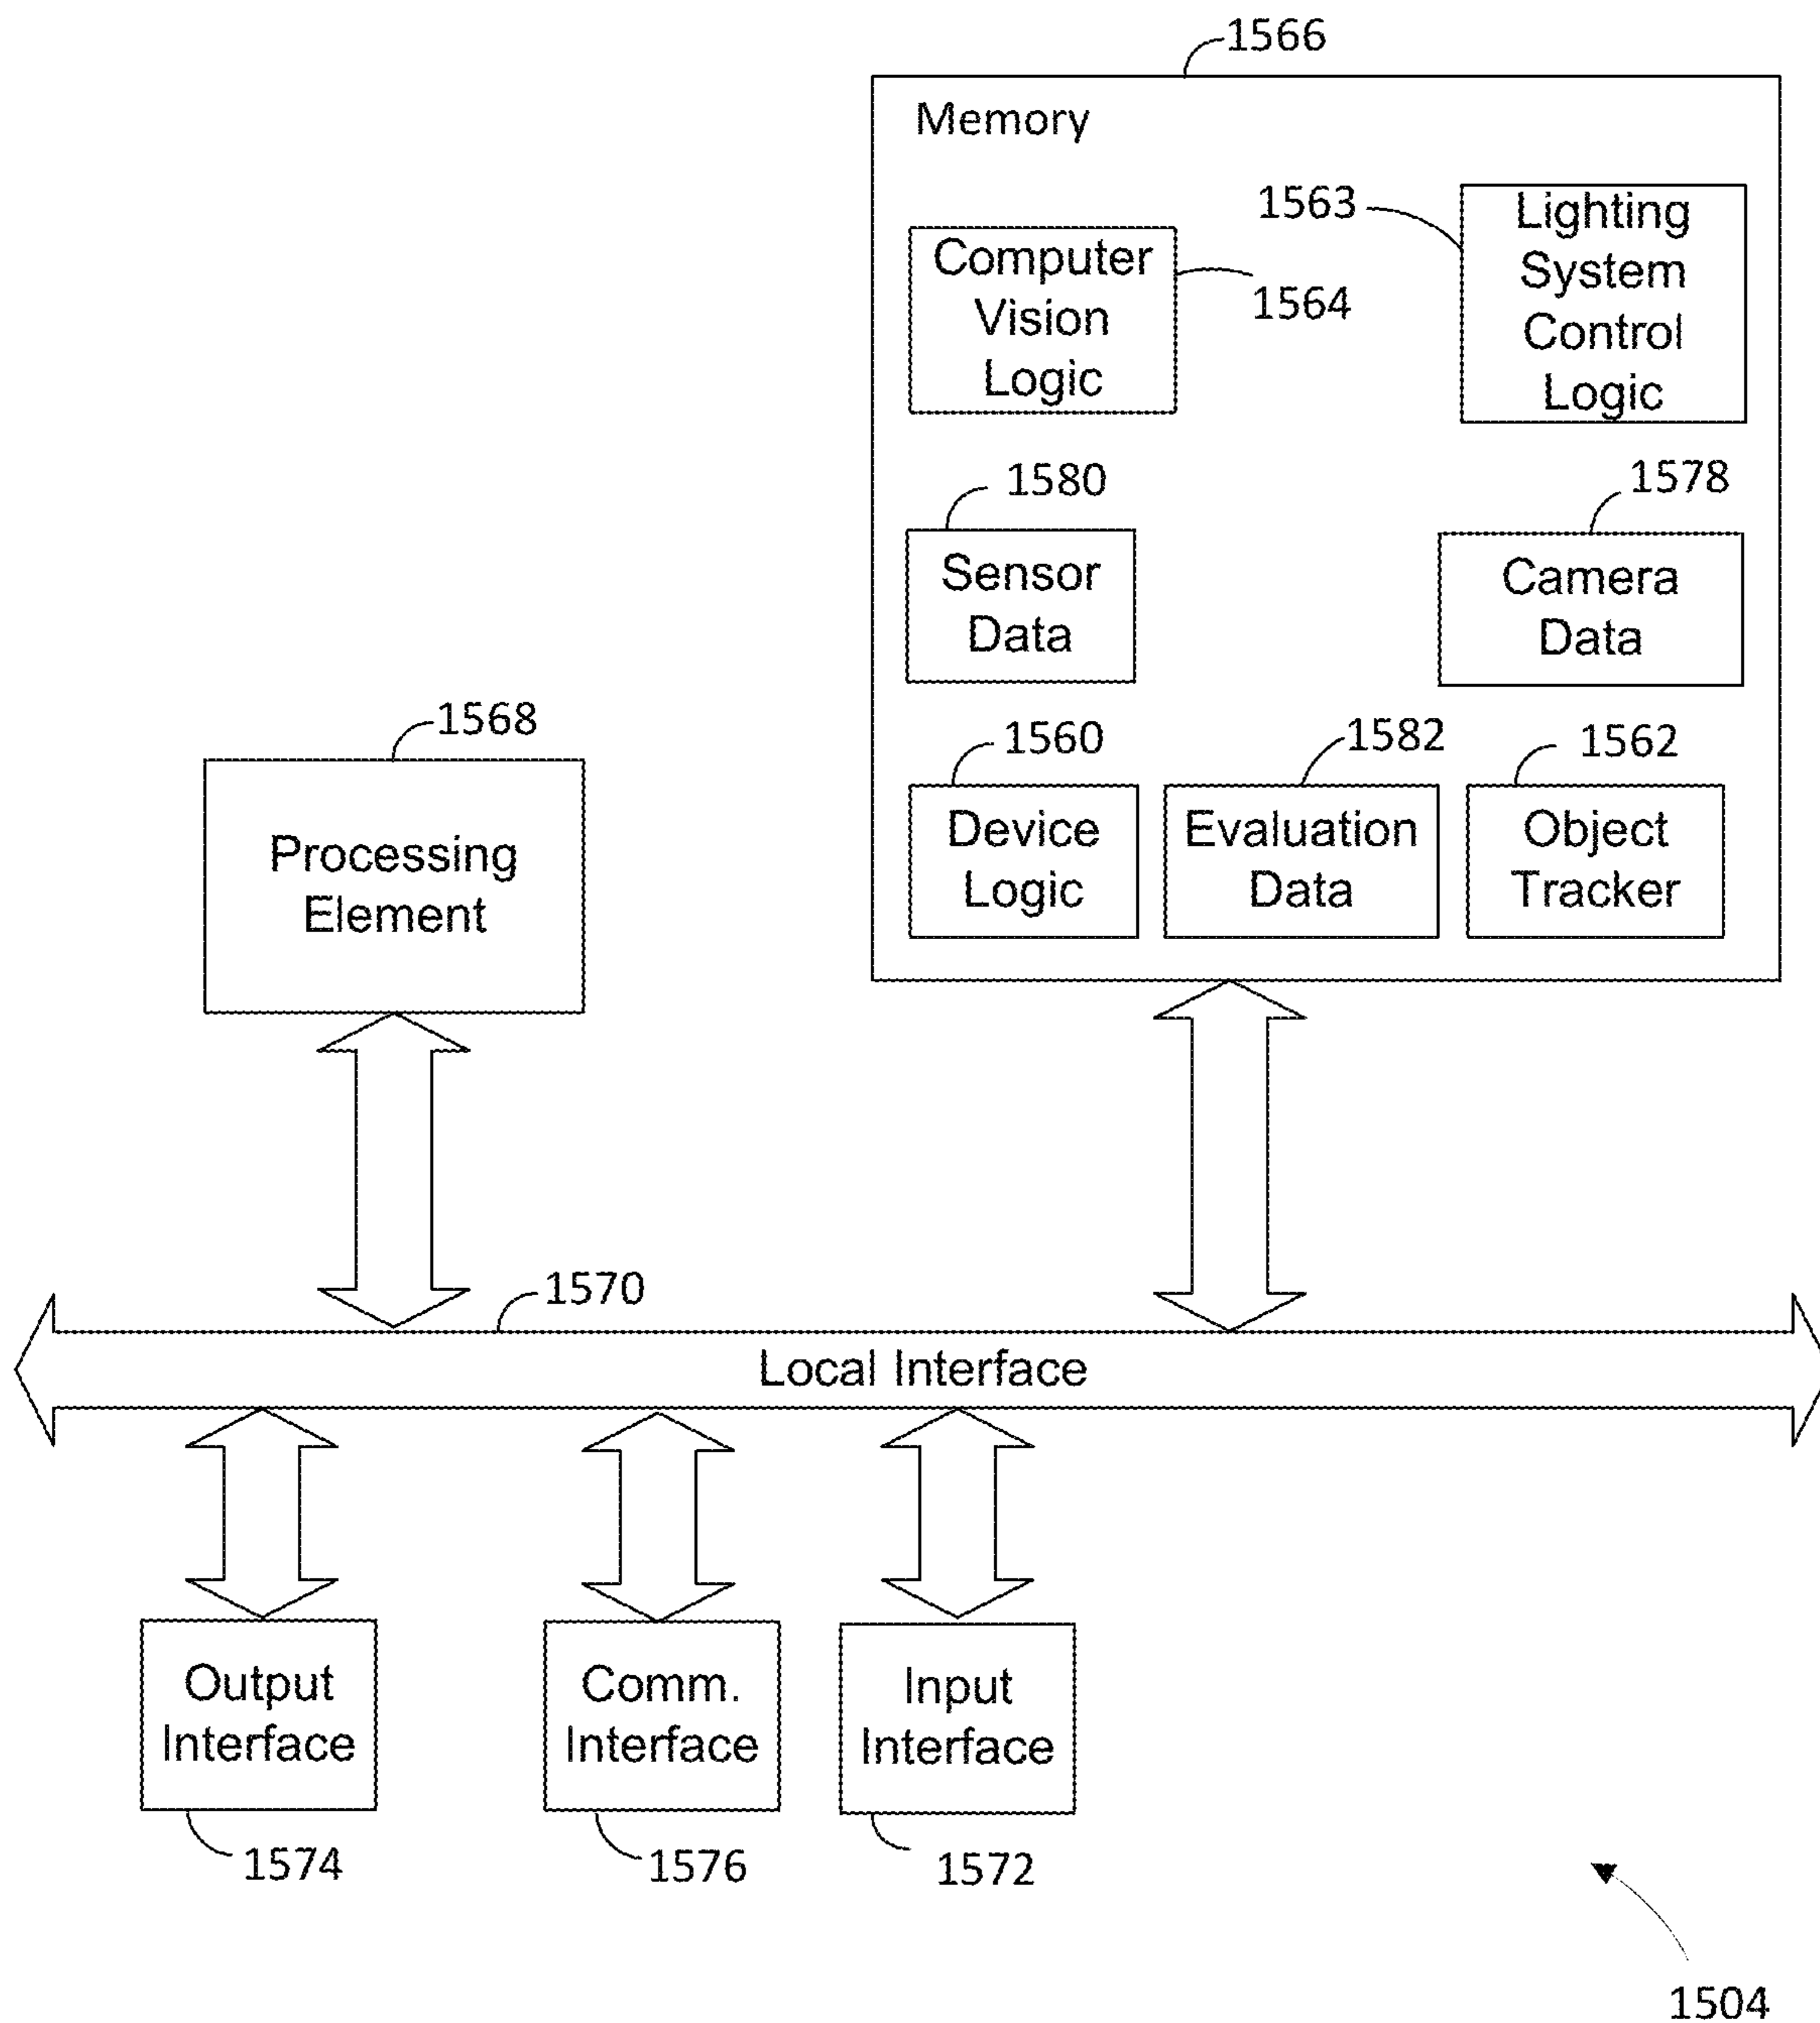 1566
Memory
1563
Lighting
System
Control
Logic
Computer
Vision
Logic
1564
1580
Sensor
Data
1578
Camera
Data
1568
Processing
Element
1560
Device
Logic
1582
Evaluation
Data
1562
Object
Tracker
1570
Local Interface
Output
Interface
1574
Comm.
Interface
1576
Input
Interface
1572
1504